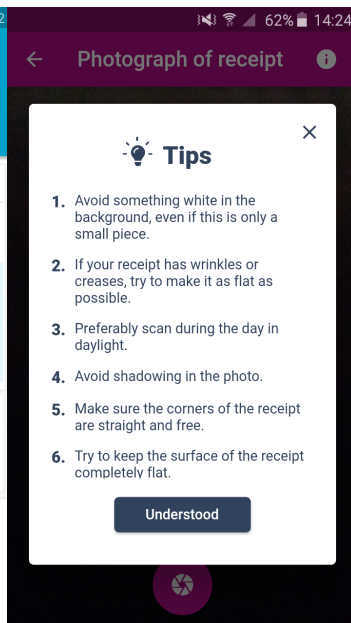 2
62% 14:24
Photograph of receipt
Tips
1. Avoid something white in the
background, even if this is only a
small piece.
2. If your receipt has wrinkles or
creases, try to make it as flat as
possible.
3. Preferably scan during the day in
daylight.
4. Avoid shadowing in the photo.
5. Make sure the corners of the receipt
are straight and free.
6. Try to keep the surface of the receipt
completely flat.
Understood